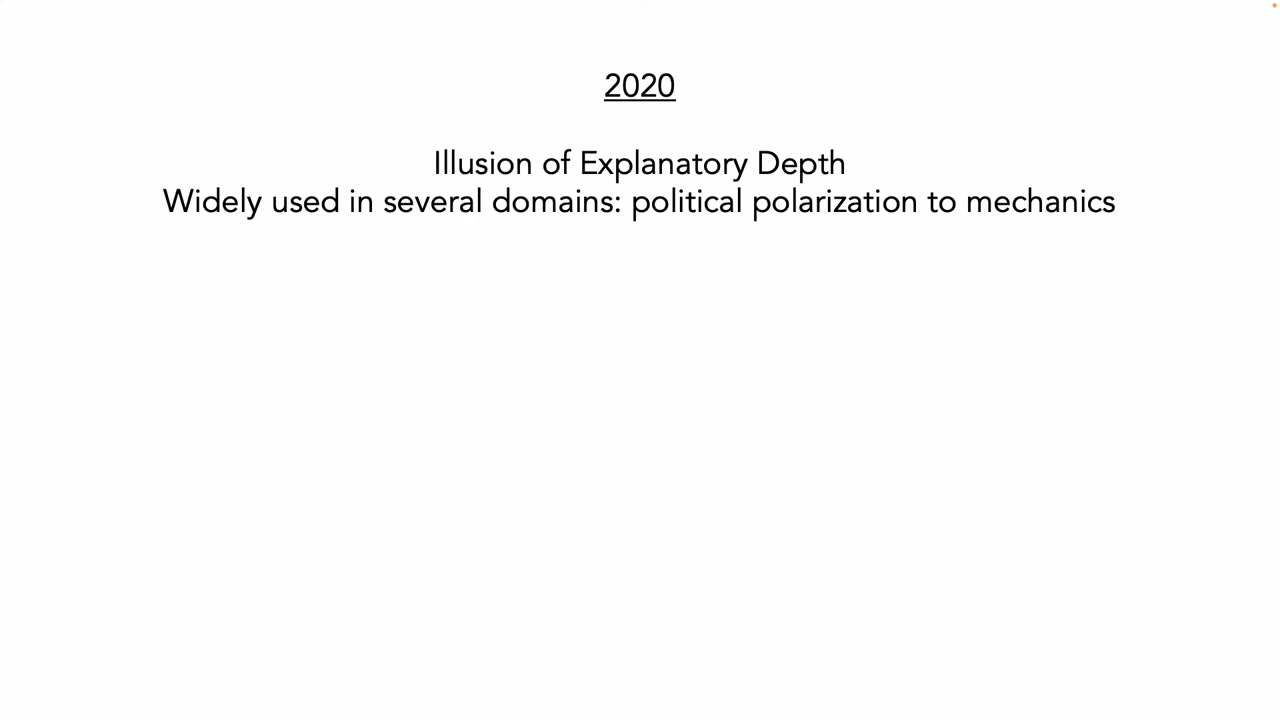 2020
Illusion of Explanatory Depth
Widely used in several domains: political polarization to mechanics